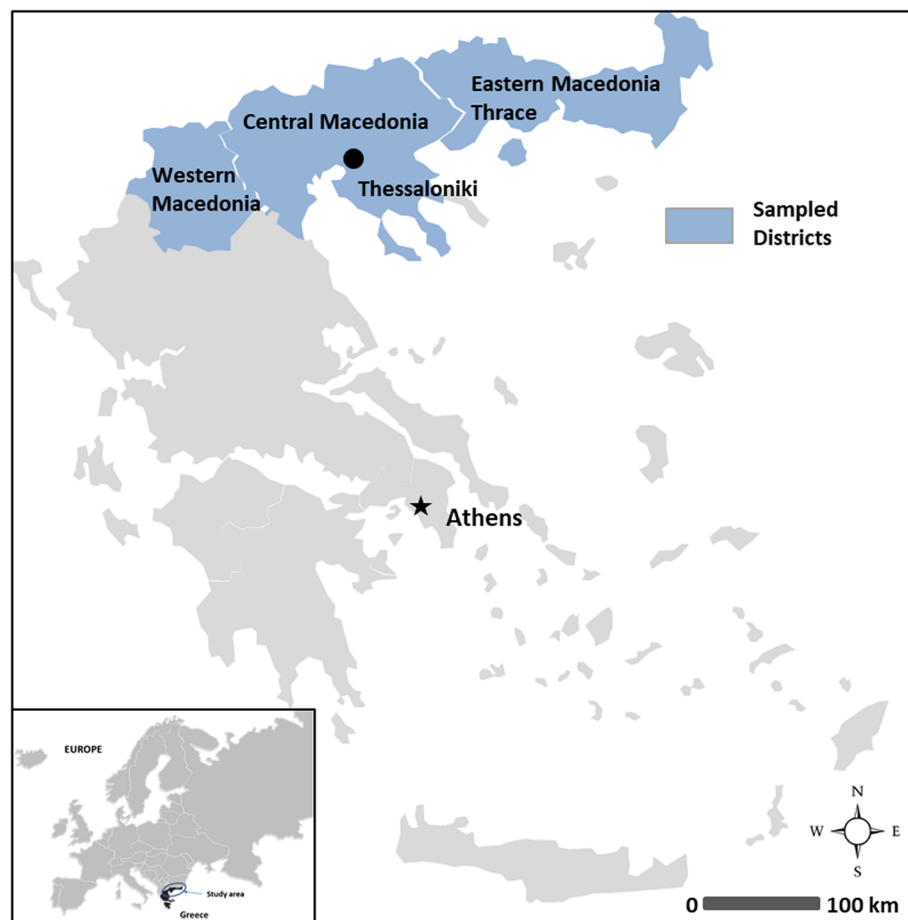 Eastern Macedonia
Thrace
Central Macedonia
Western
Macedonia
Thessaloniki
Sampled
Districts
Athens
EUROPE
Study area
Greece
N
W E
S
0 100 km